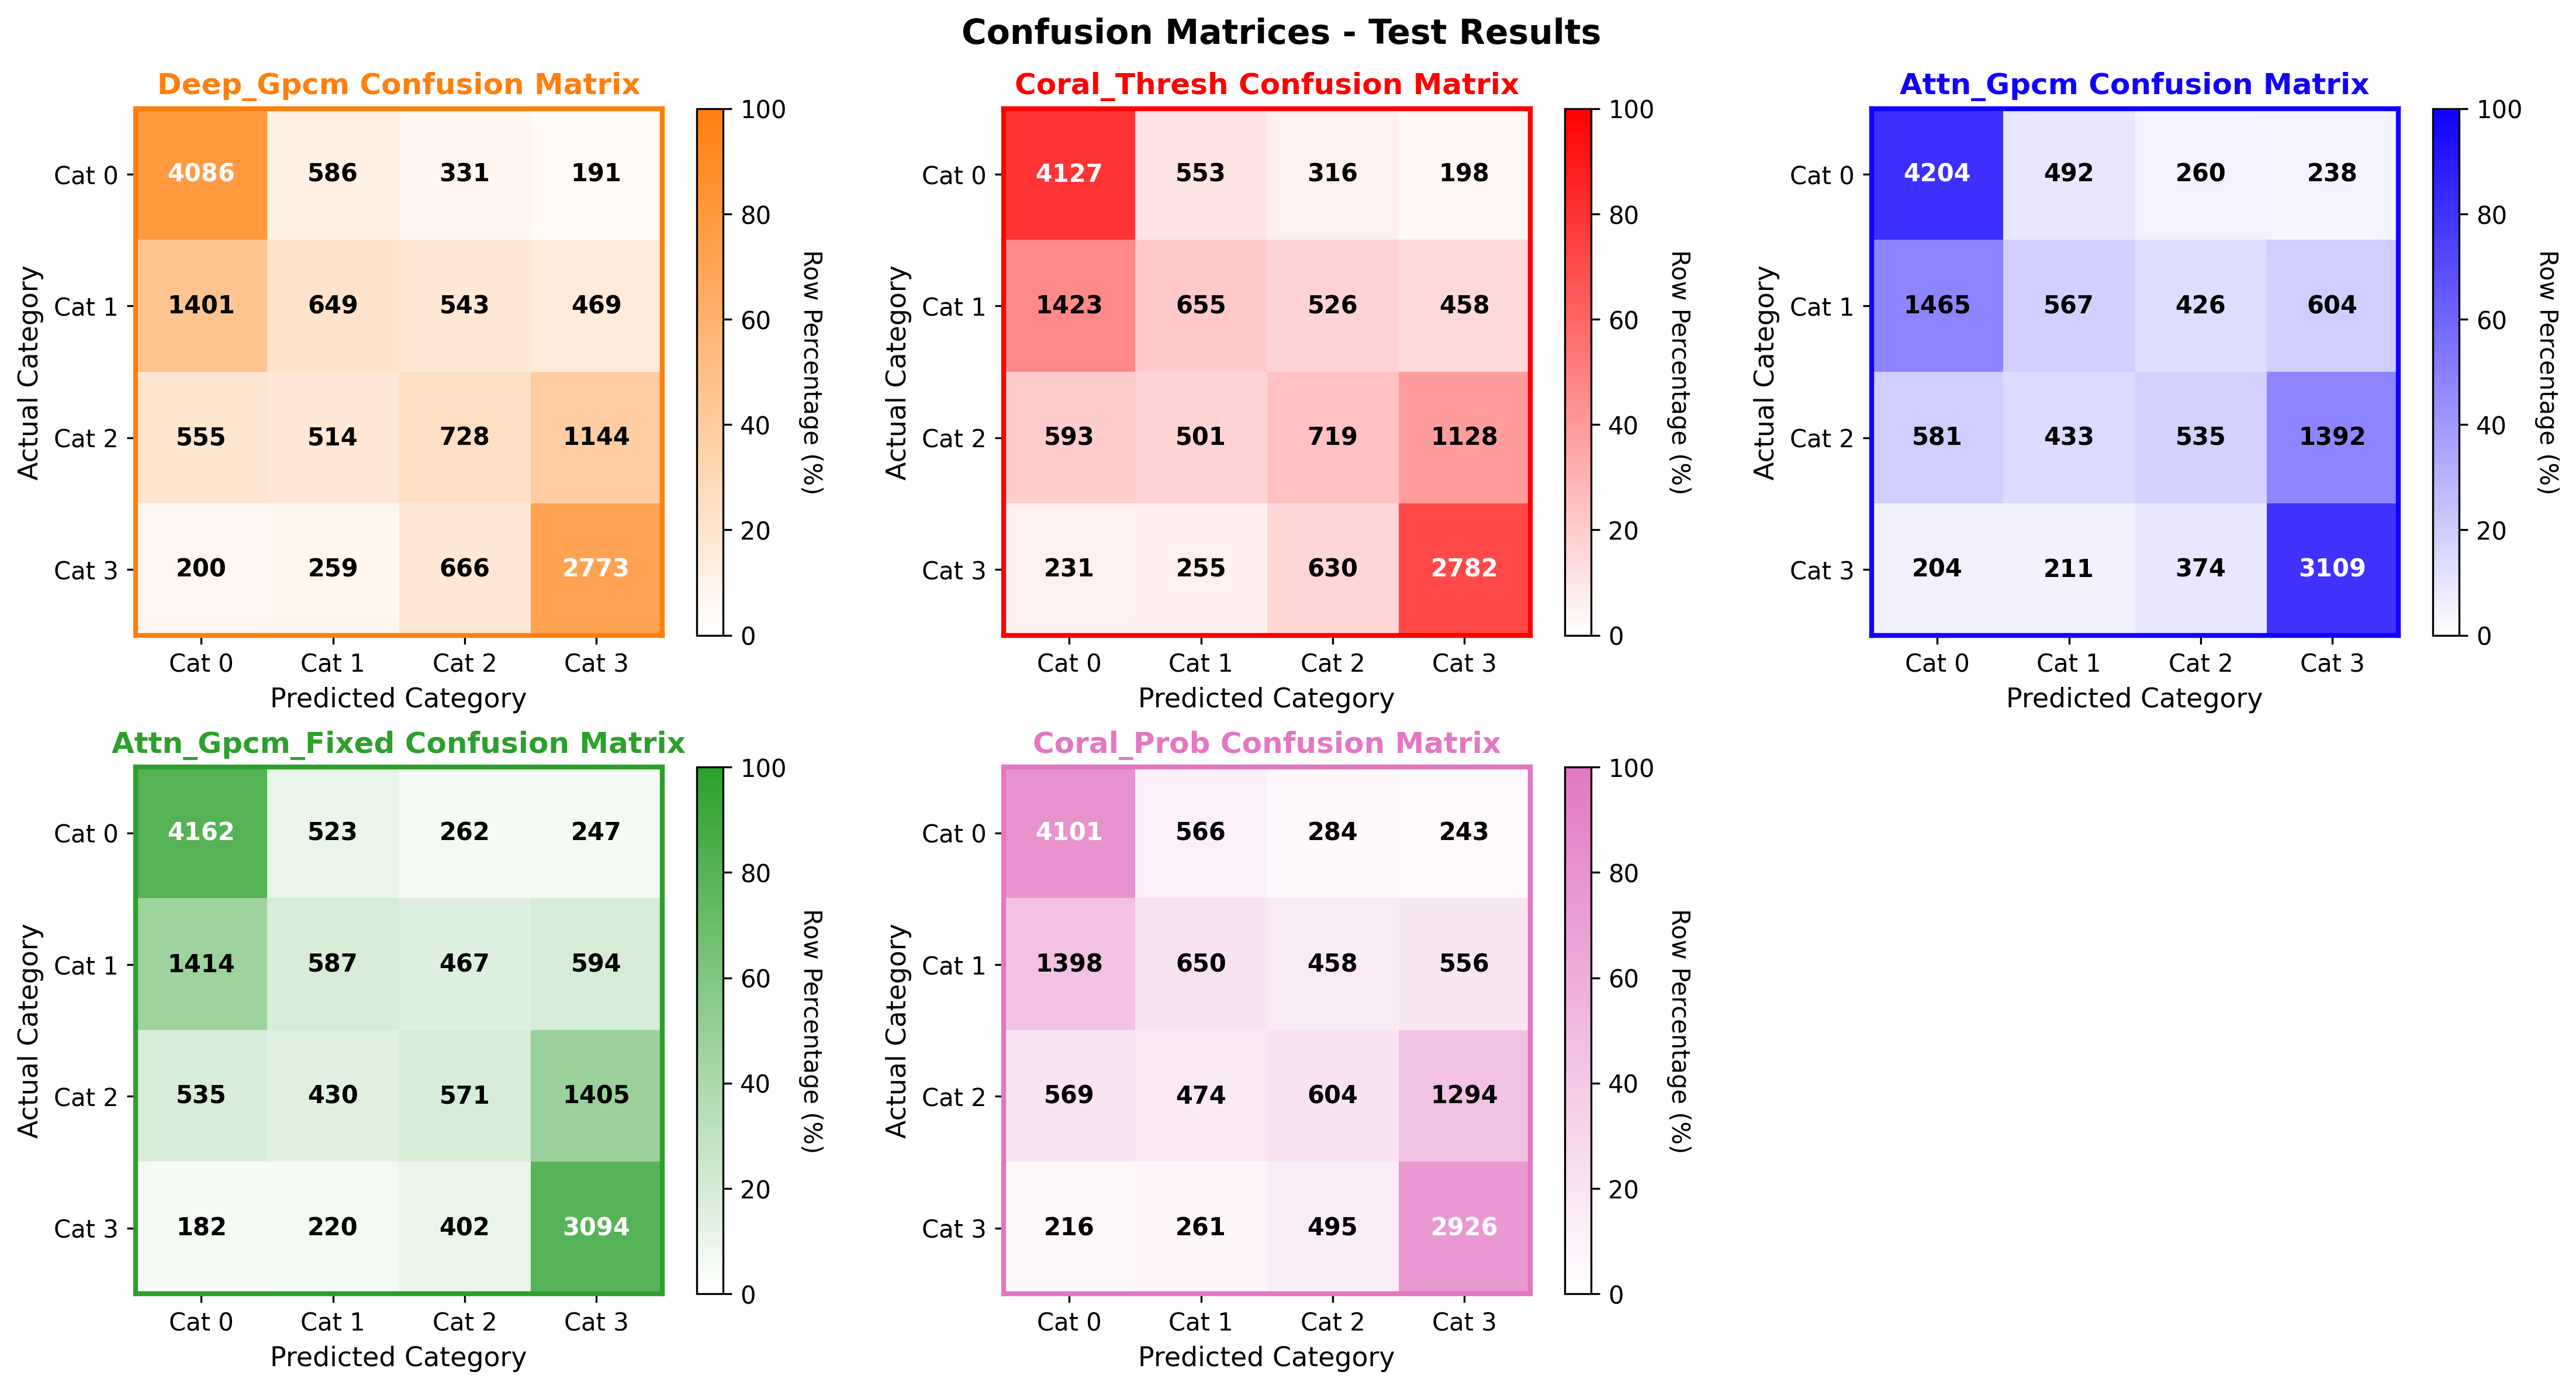 Confusion Matrices - Test Results
Deep_Gpcm Confusion Matrix
100
80
60
40
20
0
Row Percentage (%)
Actual Category
Cat 0 4086 586 331 191
Cat 1 1401 649 543 469
Cat 2 555 514 728 1144
Cat 3 200 259 666 2773
Cat 0 Cat 1 Cat 2 Cat 3
Predicted Category
Coral_Thresh Confusion Matrix
100
80
60
40
20
0
Row Percentage (%)
Actual Category
Cat 0 4127 553 316 198
Cat 1 1423 655 526 458
Cat 2 593 501 719 1128
Cat 3 231 255 630 2782
Cat 0 Cat 1 Cat 2 Cat 3
Predicted Category
Attn_Gpcm Confusion Matrix
100
80
60
40
20
0
Row Percentage (%)
Actual Category
Cat 0 4204 492 260 238
Cat 1 1465 567 426 604
Cat 2 581 433 535 1392
Cat 3 204 211 374 3109
Cat 0 Cat 1 Cat 2 Cat 3
Predicted Category
Attn_Gpcm_Fixed Confusion Matrix
100
80
60
40
20
0
Row Percentage (%)
Actual Category
Cat 0 4162 523 262 247
Cat 1 1414 587 467 594
Cat 2 535 430 571 1405
Cat 3 182 220 402 3094
Cat 0 Cat 1 Cat 2 Cat 3
Predicted Category
Coral_Prob Confusion Matrix
100
80
60
40
20
0
Row Percentage (%)
Actual Category
Cat 0 4101 566 284 243
Cat 1 1398 650 458 556
Cat 2 569 474 604 1294
Cat 3 216 261 495 2926
Cat 0 Cat 1 Cat 2 Cat 3
Predicted Category